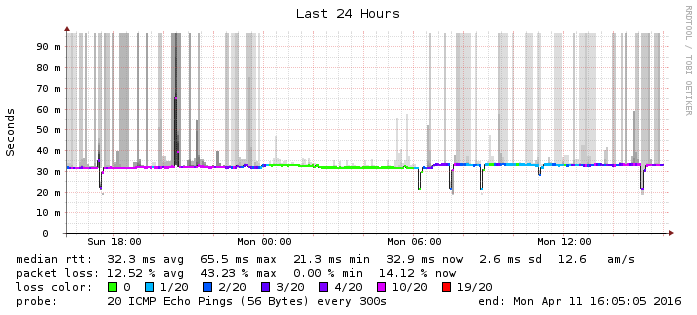 Last 24 Hours
RRDTOOL / TOBI OETIKER
Seconds
90 m
80 m
70 m
60 m
50 m
40 m
30 m
20 m
10 m
0
Sun 18:00 Mon 00:00 Mon 06:00 Mon 12:00
median rtt: 32.3 ms avg 65.5 ms max 21.3 ms min 32.9 ms now 2.6 ms sd 12.6 am/s
packet loss: 12.52 % avg 43.23 % max 0.00 % min 14.12 % now
loss color: 0 1/20 2/20 3/20 4/20 10/20 19/20
probe: 20 ICMP Echo Pings (56 Bytes) every 300s end: Mon Apr 11 16:05:05 2016